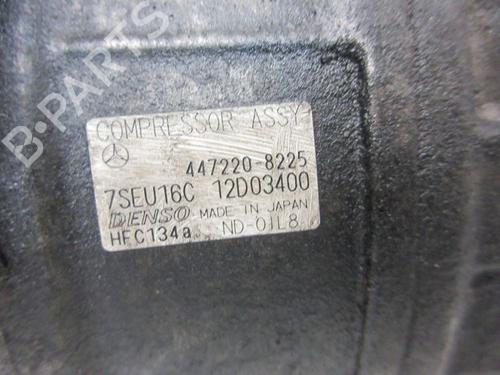 B-PARTS
COMPRESSOR ASSY
447220-8225
7SEU16C 12D03400
DENSO MADE IN JAPAN
HFC134a ND-OIL8